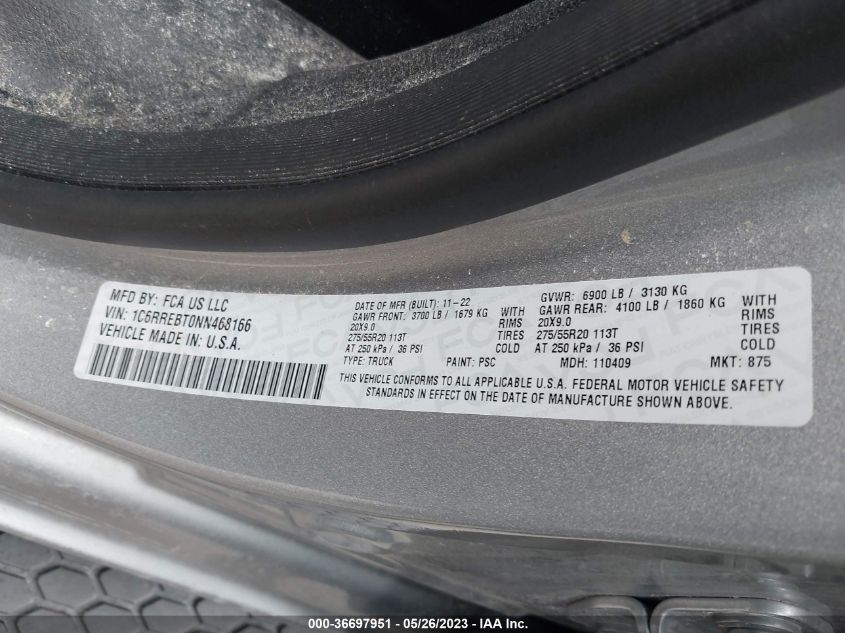 MFD BY: FCA US LLC
VIN: 1C6RREBT0NN468166
VEHICLE MADE IN: U.S.A.
DATE OF MFR (BUILT): 11-22
GAWR FRONT: 3700 LB / 1679 KG WITH
20X9.0 RIMS
275/55R20 113T TIRES
AT 250 kPa / 36 PSI COLD
GVWR: 6900 LB / 3130 KG
GAWR REAR: 4100 LB / 1860 KG WITH
20X9.0 RIMS
275/55R20 113T TIRES
AT 250 kPa / 36 PSI COLD
TYPE: TRUCK PAINT: PSC MDH: 110409 MKT: 875
THIS VEHICLE CONFORMS TO ALL APPLICABLE U.S.A. FEDERAL MOTOR VEHICLE SAFETY
STANDARDS IN EFFECT ON THE DATE OF MANUFACTURE SHOWN ABOVE.
000-36697951 / 05/26/2023 - IAA Inc.